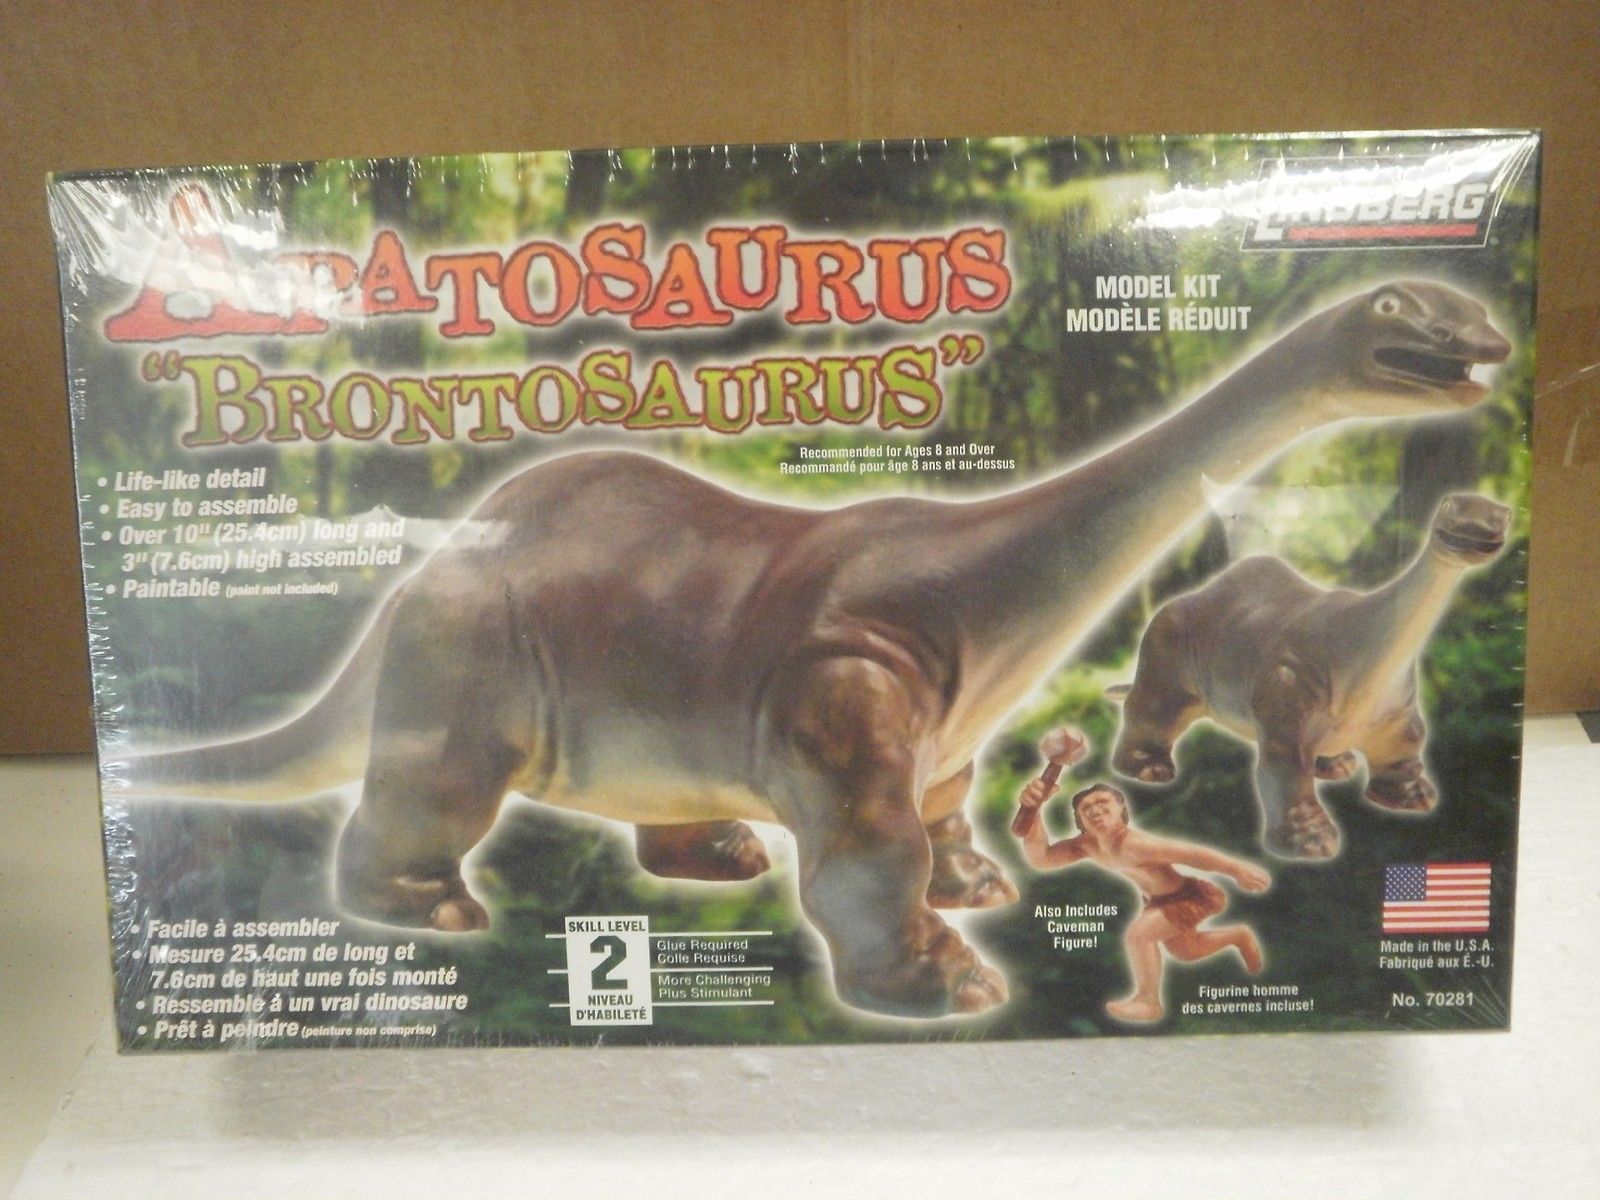 LINDBERG
APATOSAURUS
"BRONTOSAURUS"
MODEL KIT
MODÈLE RÉDUIT
Recommended for Ages 8 and Over
Recommandé pour âge 8 ans et au-dessus
• Life-like detail
• Easy to assemble
• Over 10" (25.4cm) long and
3" (7.6cm) high assembled
• Paintable (paint not included)
• Facile à assembler
• Mesure 25.4cm de long et
7.6cm de haut une fois monté
• Ressemble à un vrai dinosaure
• Prêt à peindre (peinture non comprise)
SKILL LEVEL
2
NIVEAU
D'HABILETÉ
Glue Required
Colle Requise
More Challenging
Plus Stimulant
Also Includes
Caveman
Figure!
Figurine homme
des cavernes incluse!
Made in the U.S.A.
Fabriqué aux É.-U.
No. 70281